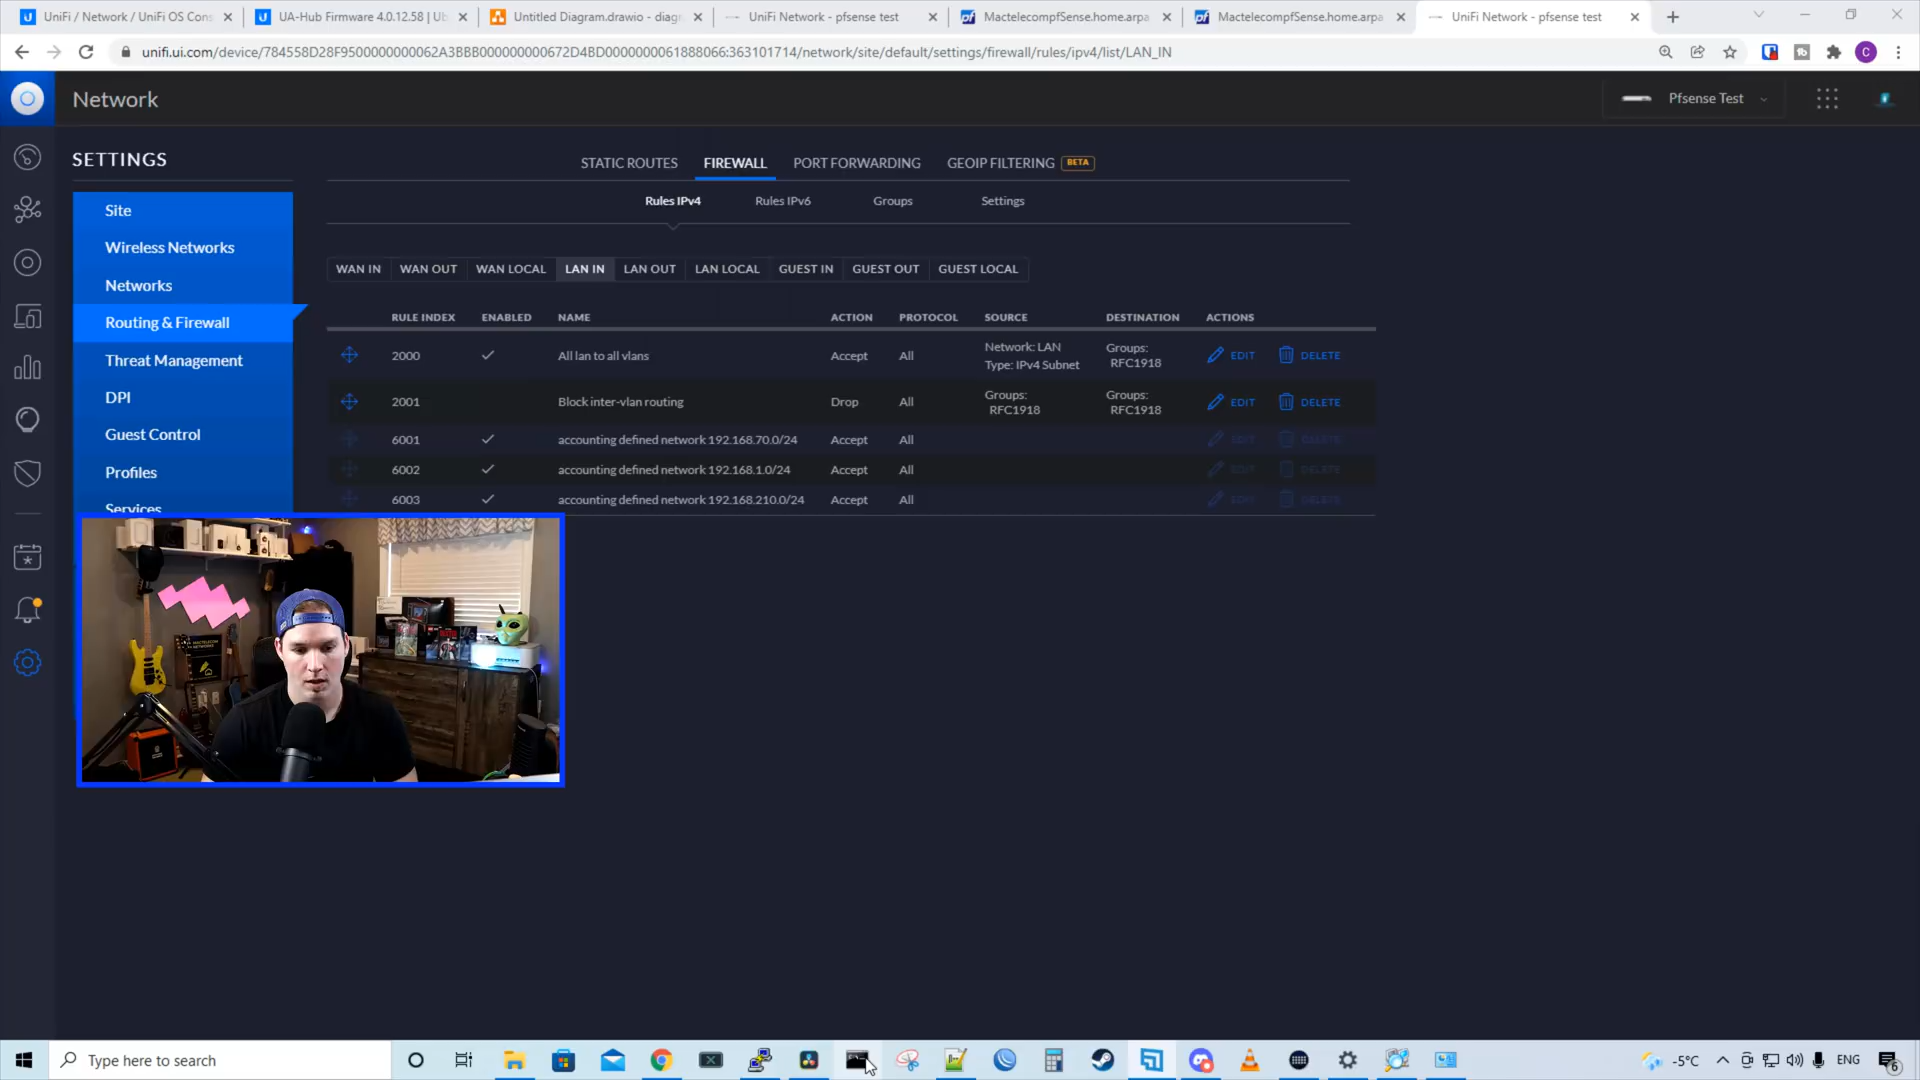 UniFi / Network / UniFi OS Cons
UA-Hub Firmware 4.0.12.58 | Ub
Untitled Diagram.drawio - diag
UniFi Network - pfsense test
MactelecompfSense.home.arpa
MactelecompfSense.home.arpa
UniFi Network - pfsense test
unifi.ui.com/device/784558D28F9500000000062A3BBB000000000672D4BD0000000061888066:363101714/network/site/default/settings/firewall/rules/ipv4/list/LAN_IN
C
Network
Pfsense Test
SETTINGS
Site
Wireless Networks
Networks
Routing & Firewall
Threat Management
DPI
Guest Control
Profiles
Services
STATIC ROUTES FIREWALL PORT FORWARDING GEOIP FILTERING BETA
Rules IPv4 Rules IPv6 Groups Settings
WAN IN WAN OUT WAN LOCAL LAN IN LAN OUT LAN LOCAL GUEST IN GUEST OUT GUEST LOCAL
RULE INDEX ENABLED NAME ACTION PROTOCOL SOURCE DESTINATION ACTIONS
2000 All lan to all vlans Accept All Network: LAN Type: IPv4 Subnet Groups: RFC1918 EDIT DELETE
2001 Block inter-vlan routing Drop All Groups: RFC1918 Groups: RFC1918 EDIT DELETE
6001 accounting defined network 192.168.70.0/24 Accept All EDIT DELETE
6002 accounting defined network 192.168.1.0/24 Accept All EDIT DELETE
6003 accounting defined network 192.168.210.0/24 Accept All EDIT DELETE
Type here to search
-5°C
ENG
6